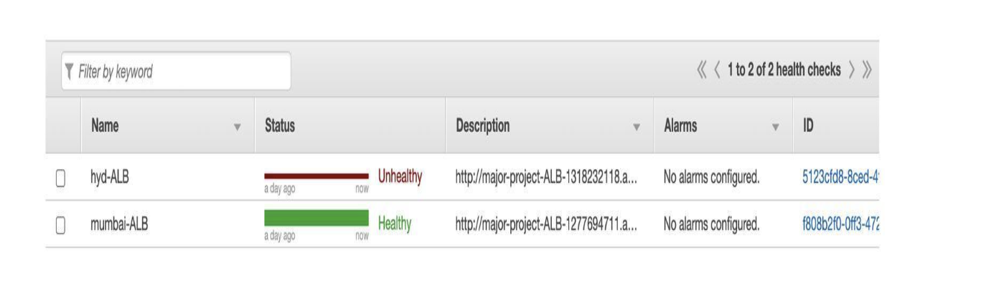 Filter by keyword
1 to 2 of 2 health checks
Name Status Description Alarms ID
hyd-ALB Unhealthy http://major-project-ALB-1318232118.a... No alarms configured. 5123cfd8-8ced-4
a day ago now
mumbai-ALB Healthy http://major-project-ALB-1277694711.a... No alarms configured. f808b2f0-0ff3-472
a day ago now